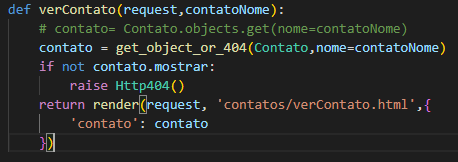 def verContato(request,contatoNome):
# contato= Contato.objects.get(nome=contatoNome)
contato = get_object_or_404(Contato,nome=contatoNome)
if not contato.mostrar:
raise Http404()
return render(request, 'contatos/verContato.html',{
'contato': contato
})